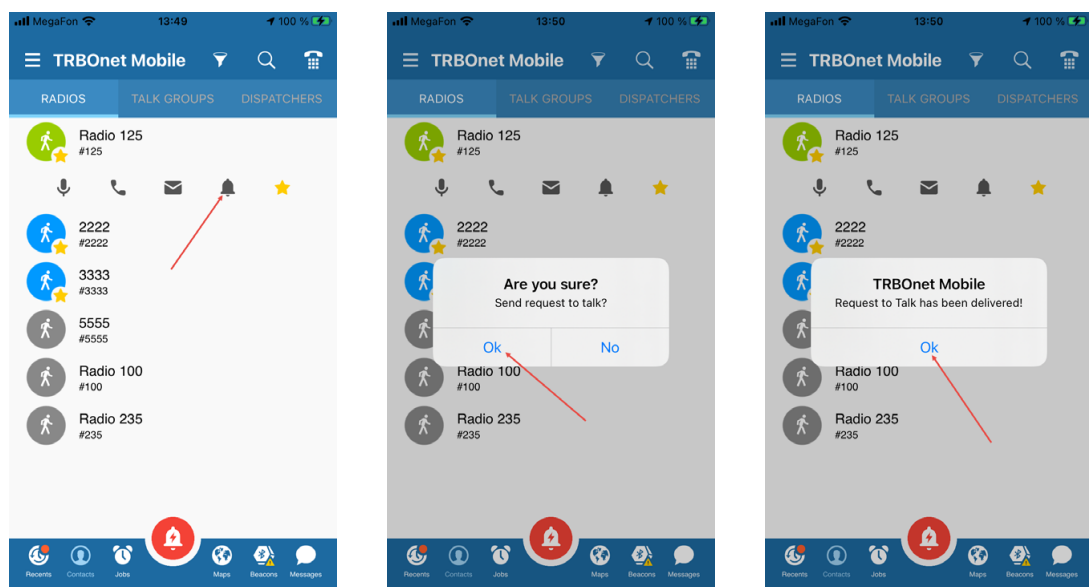 MegaFon 13:49 100 %
TRBOnet Mobile
RADIOS TALK GROUPS DISPATCHERS
Radio 125
#125
2222
#2222
3333
#3333
5555
#5555
Radio 100
#100
Radio 235
#235
Recents Contacts Jobs Maps Beacons Messages
MegaFon 13:50 100 %
TRBOnet Mobile
RADIOS TALK GROUPS DISPATCHERS
Radio 125
#125
2222
#2222
Are you sure?
Send request to talk?
Ok No
Radio 100
#100
Radio 235
#235
Recents Contacts Jobs Maps Beacons Messages
MegaFon 13:50 100 %
TRBOnet Mobile
RADIOS TALK GROUPS DISPATCHERS
Radio 125
#125
2222
#2222
TRBOnet Mobile
Request to Talk has been delivered!
Ok
Radio 100
#100
Radio 235
#235
Recents Contacts Jobs Maps Beacons Messages